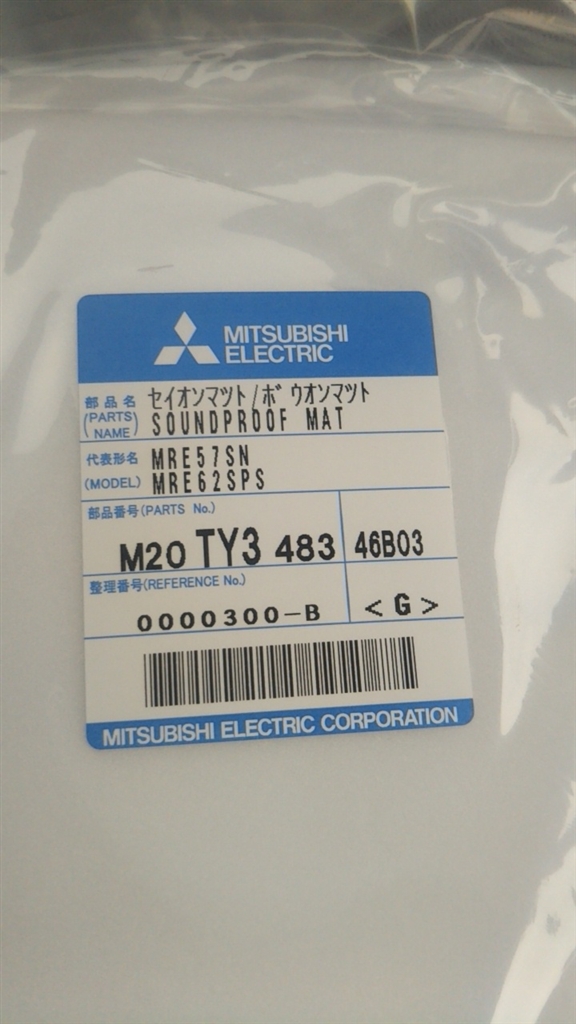 MITSUBISHI
ELECTRIC
部品名 セイオンマツト/ボウオンマツト
(PARTS NAME) SOUNDPROOF MAT
代表形名 MRE57SN
(MODEL) MRE62SPS
部品番号(PARTS No.)
M20 TY3 483 46B03
整理番号(REFERENCE No.)
0000300-B <G>
MITSUBISHI ELECTRIC CORPORATION